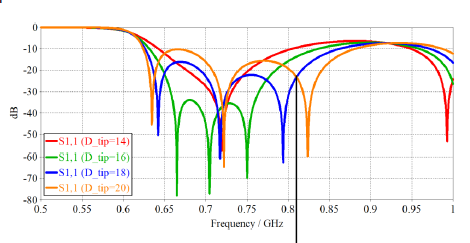 0
-10
-20
-30
-40
-50
-60
-70
-80
dB
S1,1 (D_tip=14)
S1,1 (D_tip=16)
S1,1 (D_tip=18)
S1,1 (D_tip=20)
0.5 0.55 0.6 0.65 0.7 0.75 0.8 0.85 0.9 0.95 1
Frequency / GHz